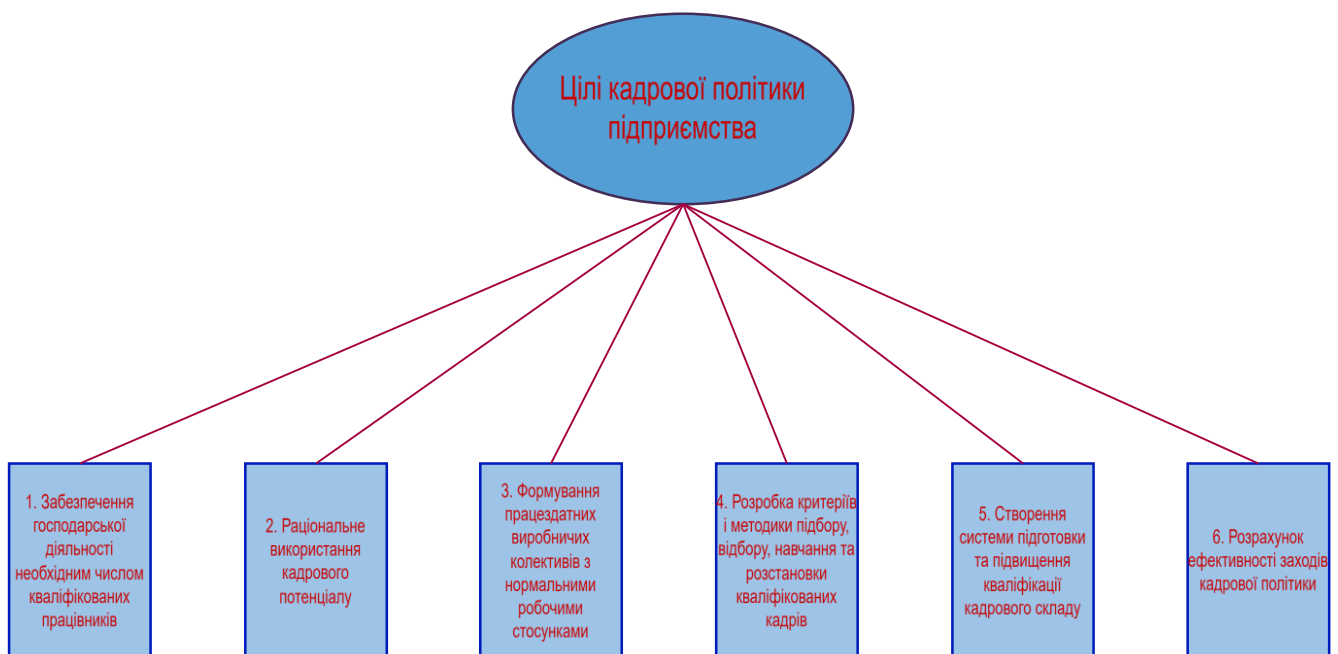 Цілі кадрової політики
підприємства
1. Забезпечення
господарської
діяльності
необхідним числом
кваліфікованих
працівників
2. Раціональне
використання
кадрового
потенціалу
3. Формування
працездатних
виробничих
колективів з
нормальними
робочими
стосунками
4. Розробка критеріїв
і методики підбору,
відбору, навчання та
розстановки
кваліфікованих
кадрів
5. Створення
системи підготовки
та підвищення
кваліфікації
кадрового складу
6. Розрахунок
ефективності заходів
кадрової політики